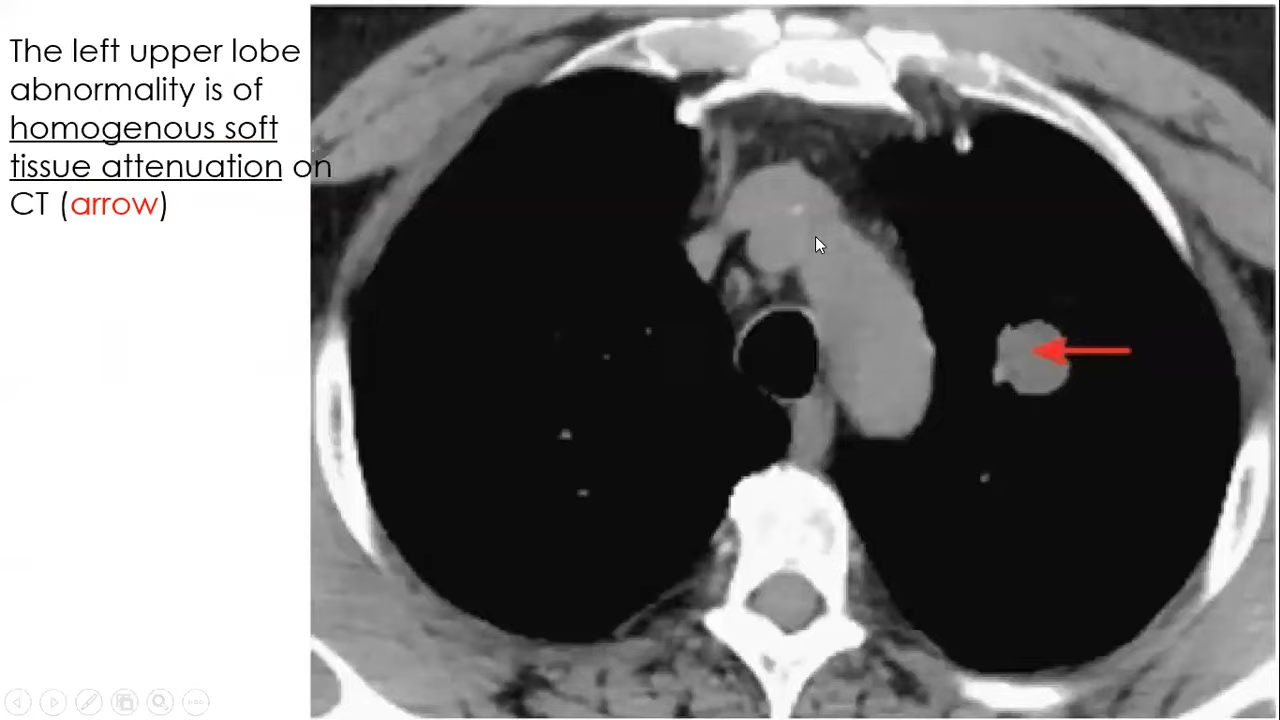 The left upper lobe
abnormality is of
homogenous soft
tissue attenuation on
CT (arrow)